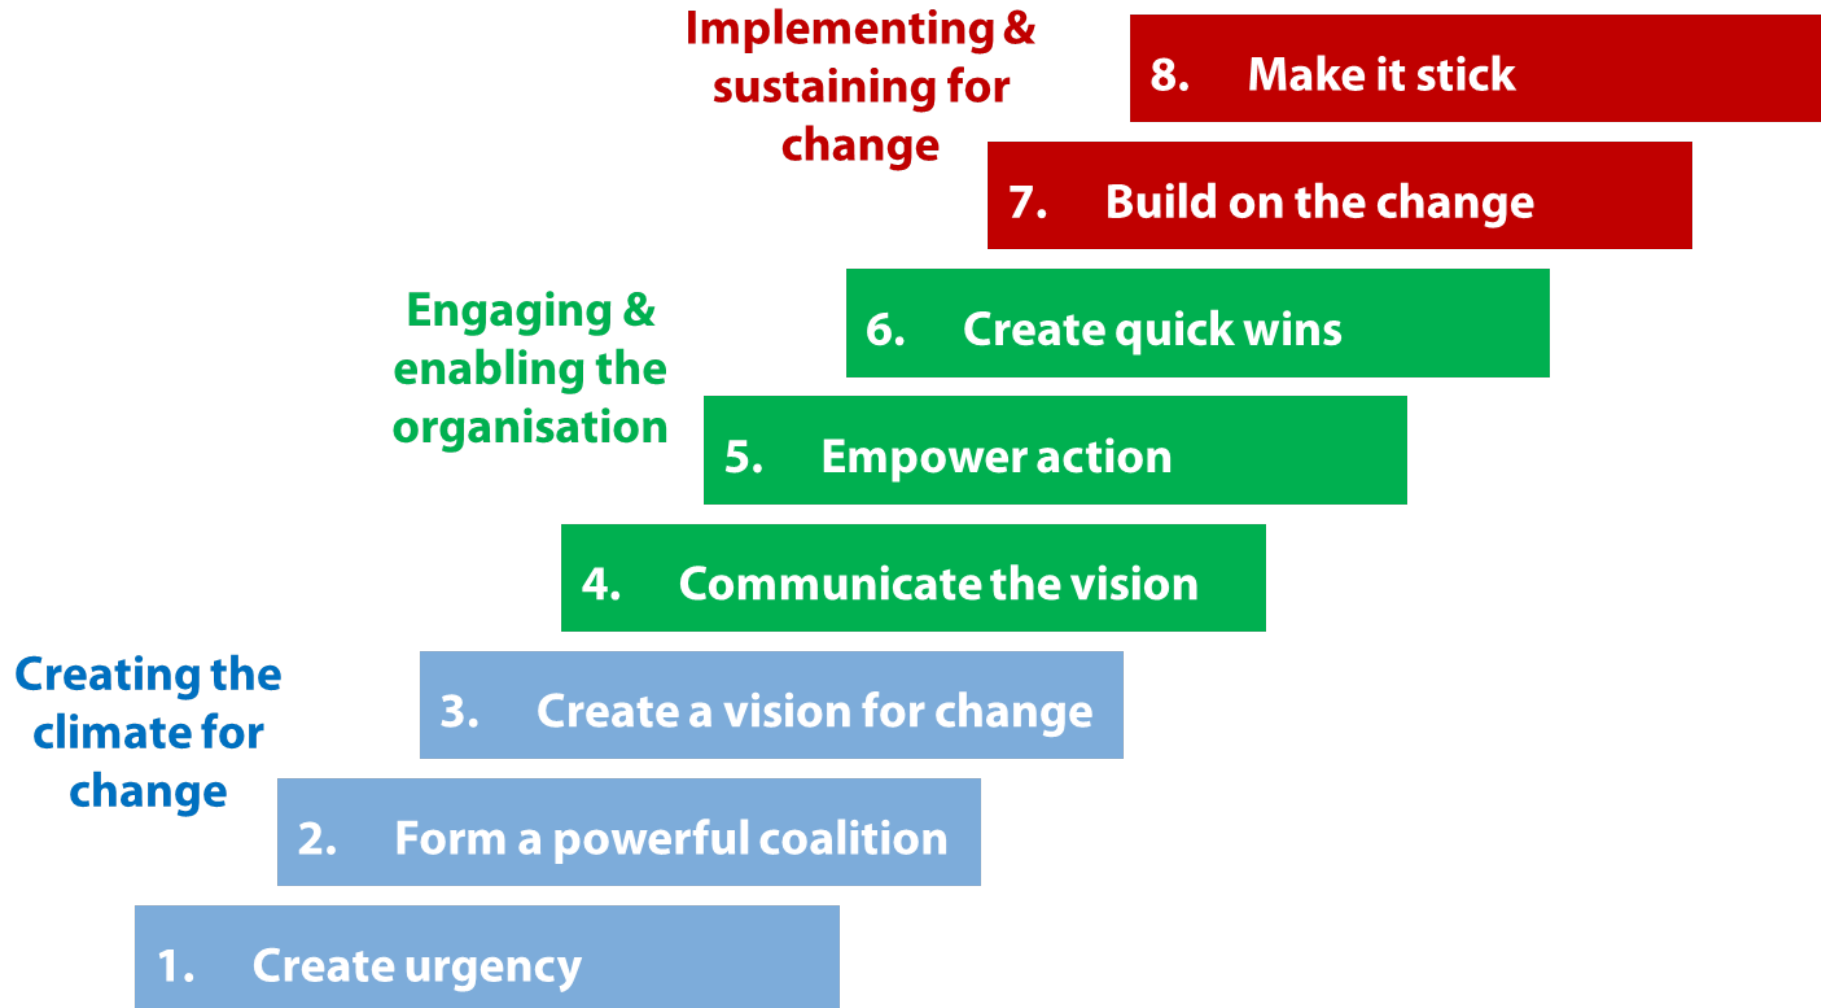 Implementing &
sustaining for
change
8. Make it stick
7. Build on the change
Engaging &
enabling the
organisation
6. Create quick wins
5. Empower action
4. Communicate the vision
Creating the
climate for
change
3. Create a vision for change
2. Form a powerful coalition
1. Create urgency